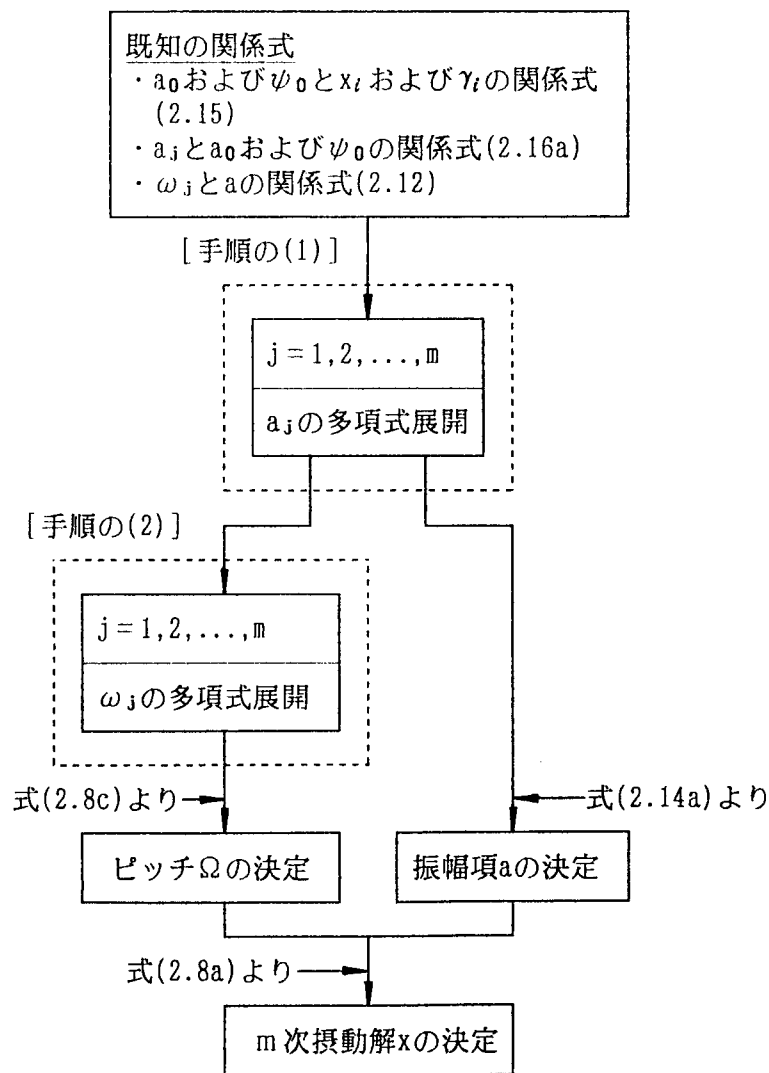 既知の関係式
・a₀およびψ₀とxᵢおよびγᵢの関係式
(2.15)
・aⱼとa₀およびψ₀の関係式(2.16a)
・ωⱼとaの関係式(2.12)
[手順の(1)]
j=1,2,...,m
aⱼの多項式展開
[手順の(2)]
j=1,2,...,m
ωⱼの多項式展開
式(2.8c)より
式(2.14a)より
ピッチΩの決定
振幅項aの決定
式(2.8a)より
m次摂動解xの決定